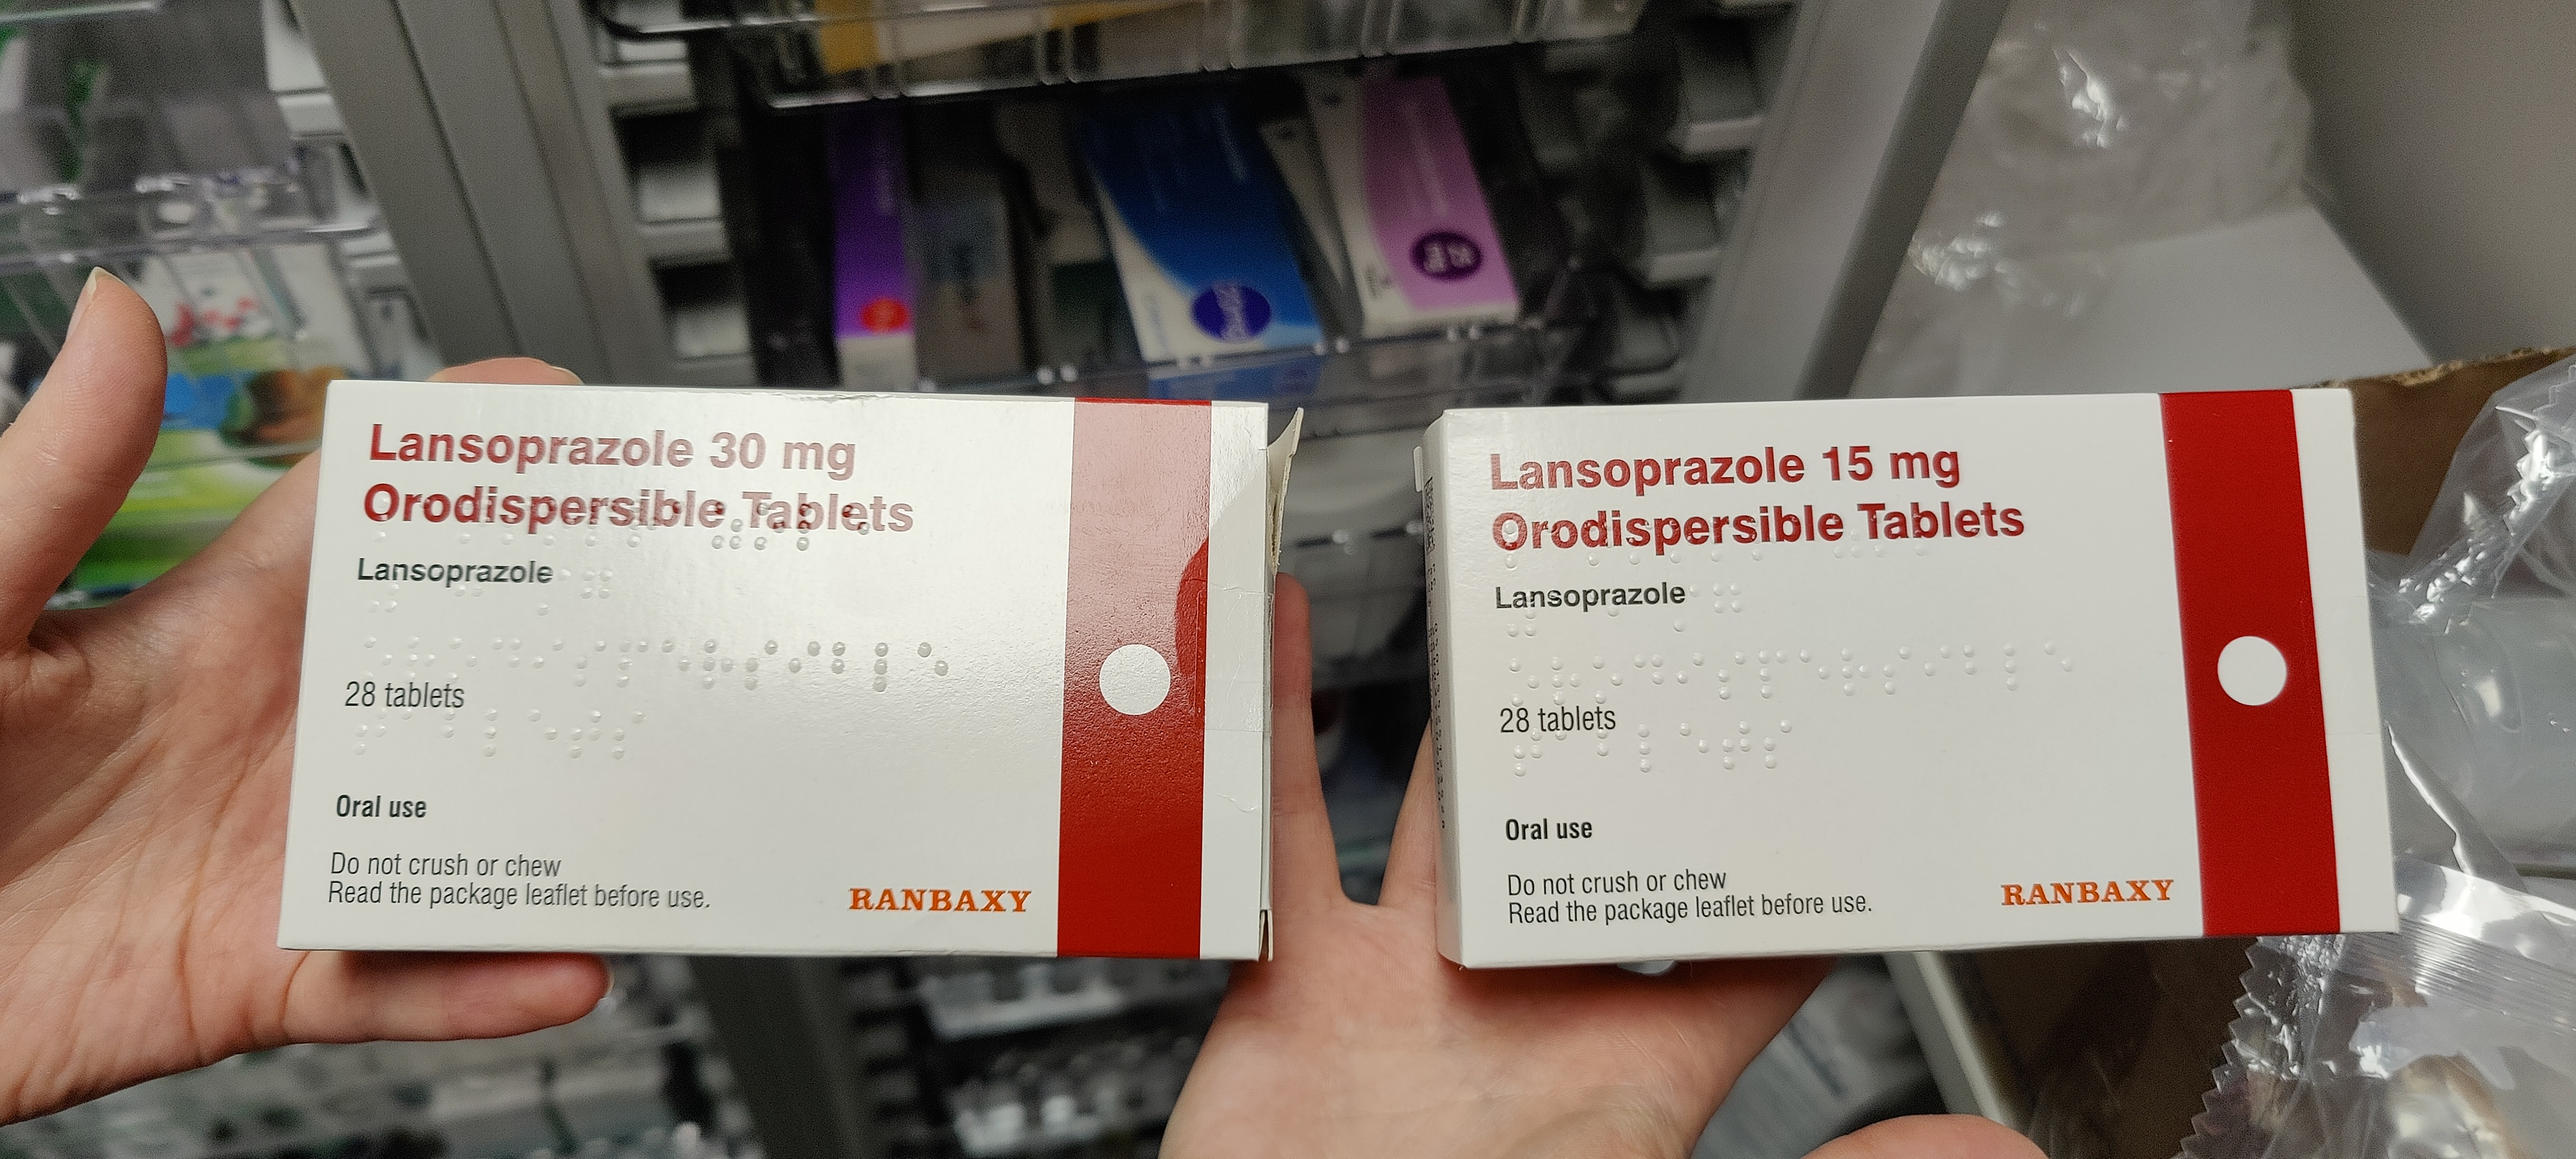 Lansoprazole 30 mg
Orodispersible Tablets
Lansoprazole
28 tablets
Oral use
Do not crush or chew
Read the package leaflet before use.
RANBAXY
Lansoprazole 15 mg
Orodispersible Tablets
Lansoprazole
28 tablets
Oral use
Do not crush or chew
Read the package leaflet before use.
RANBAXY